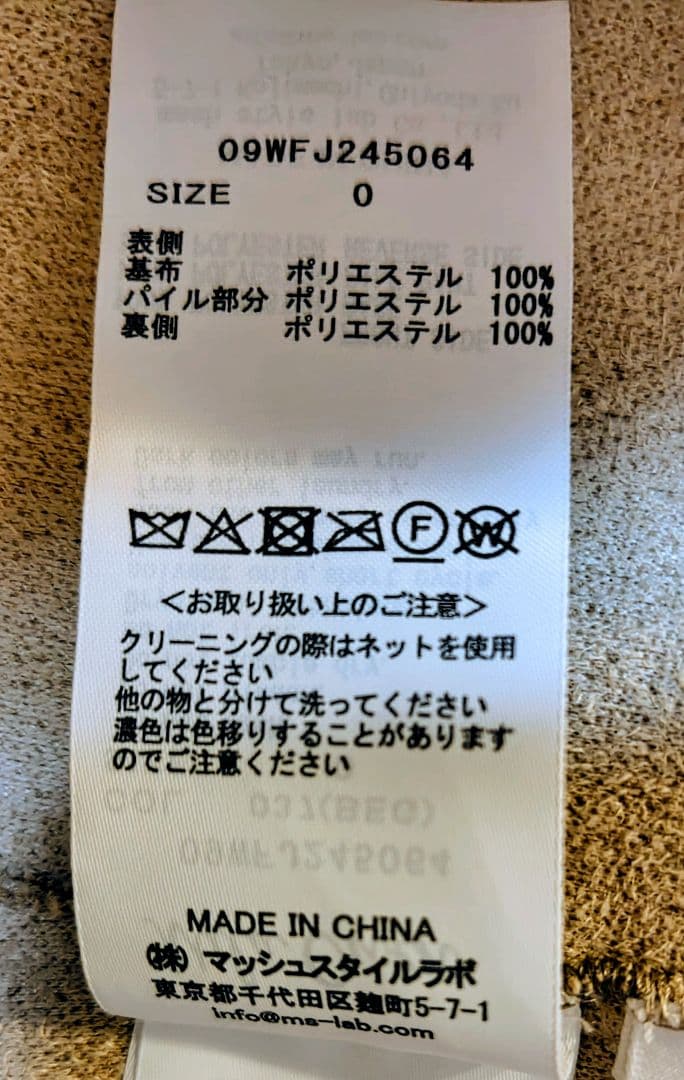 09WFJ245064
SIZE 0
表側
基布 ポリエステル 100%
パイル部分 ポリエステル 100%
裏側 ポリエステル 100%
F W
<お取り扱い上のご注意>
クリーニングの際はネットを使用
してください
他の物と分けて洗ってください
濃色は色移りすることがあります
のでご注意ください
COL 037(BEG)
09WFJ245064
MADE IN CHINA
(株) マッシュスタイルラボ
東京都千代田区麹町5-7-1
info@ms-lab.com